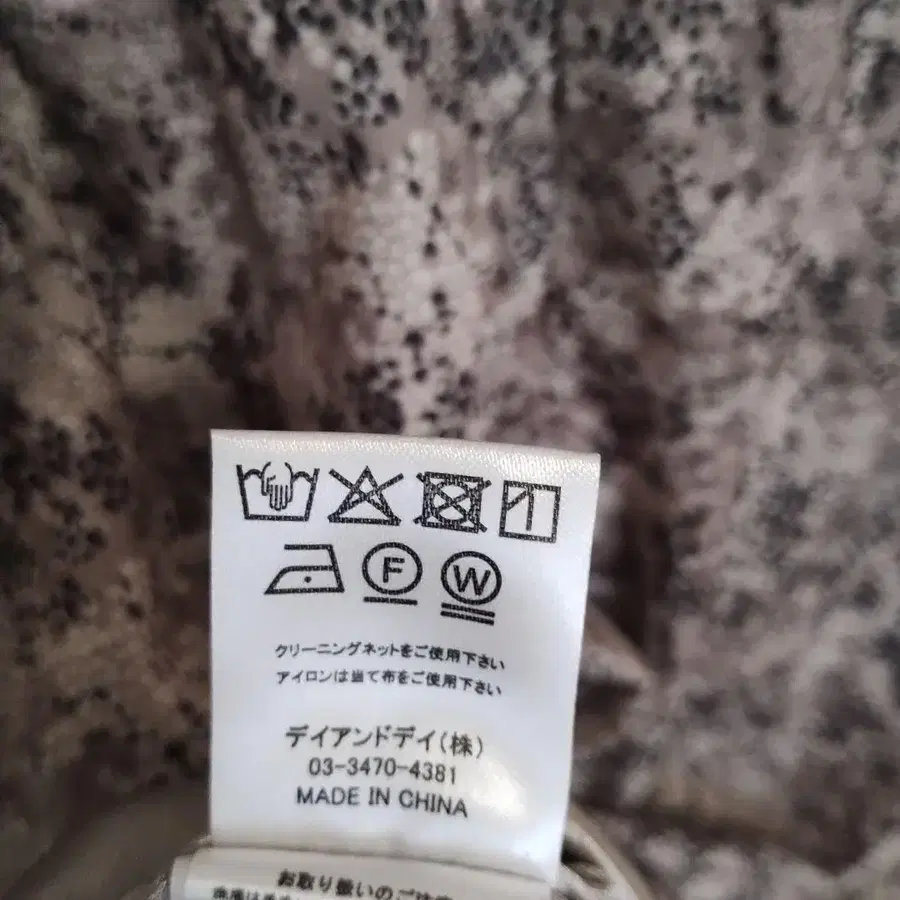 F W
クリーニングネットをご使用下さい
アイロンは当て布をご使用下さい
デイアンドデイ(株)
03-3470-4381
MADE IN CHINA
お取り扱いのご注意